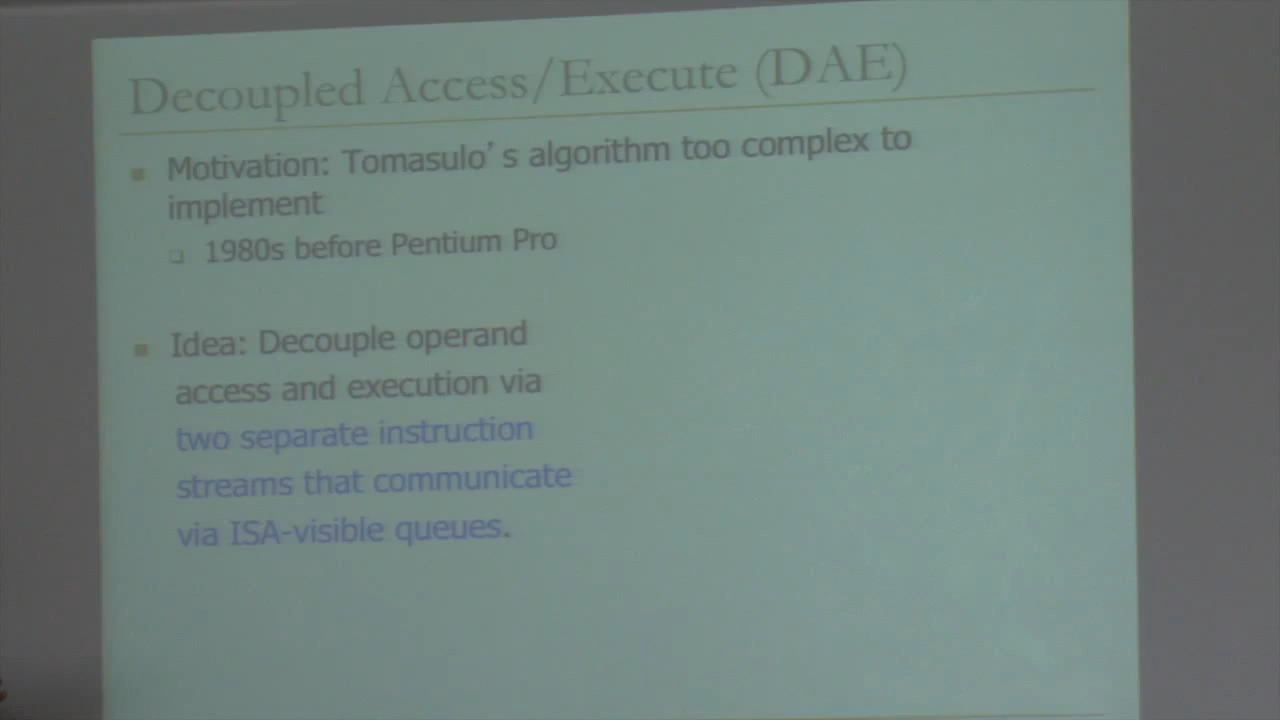 Decoupled Access/Execute (DAE)
Motivation: Tomasulo's algorithm too complex to
implement
1980s before Pentium Pro
Idea: Decouple operand
access and execution via
two separate instruction
streams that communicate
via ISA-visible queues.